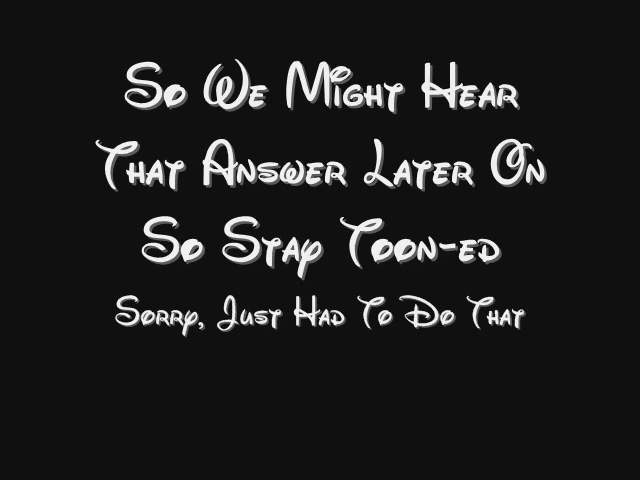 So We Might Hear
That Answer Later On
So Stay Toon-ed
Sorry, Just Had To Do That